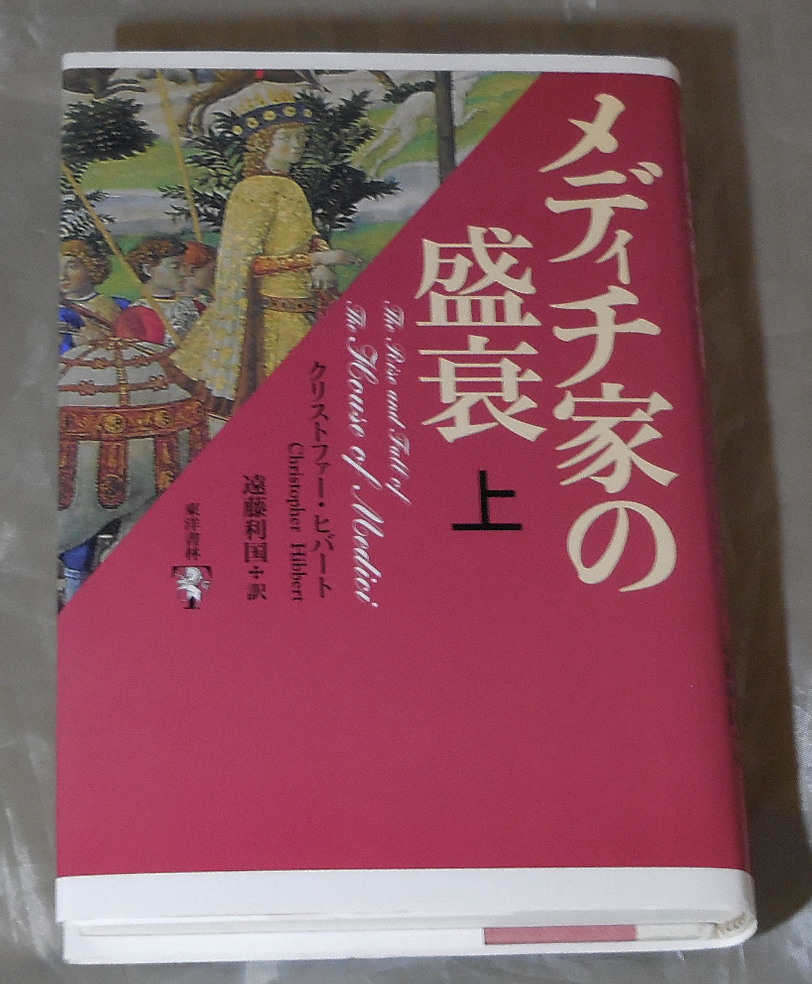 メディチ家の
盛衰
上
The Rise and Fall of
The House of Medici
クリストファー・ヒバート
Christopher Hibbert
遠藤利国✢訳
東洋書林